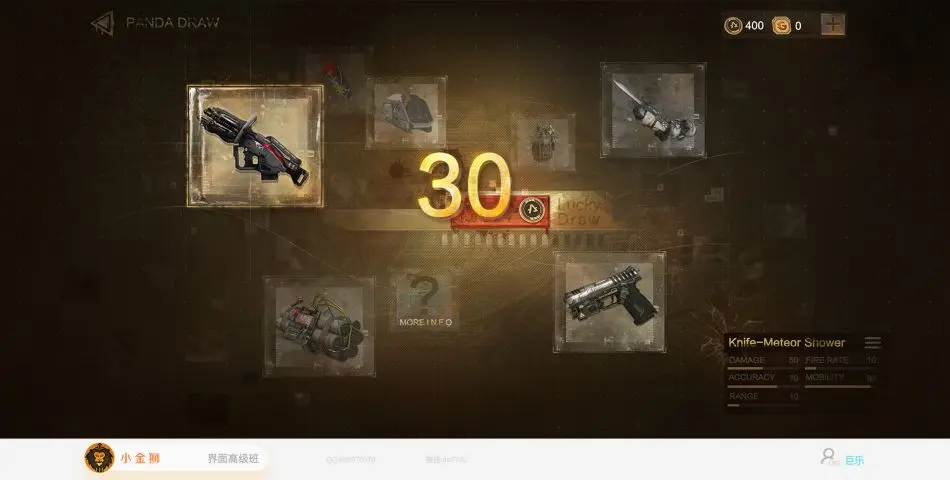 PANDA DRAW
400
0
30
Lucky
Draw
?
MORE INFO
Knife-Meteor Shower
DAMAGE 50 FIRE RATE 10
ACCURACY 70 MOBILITY 90
RANGE 10
小金狮
界面高级班
巨乐